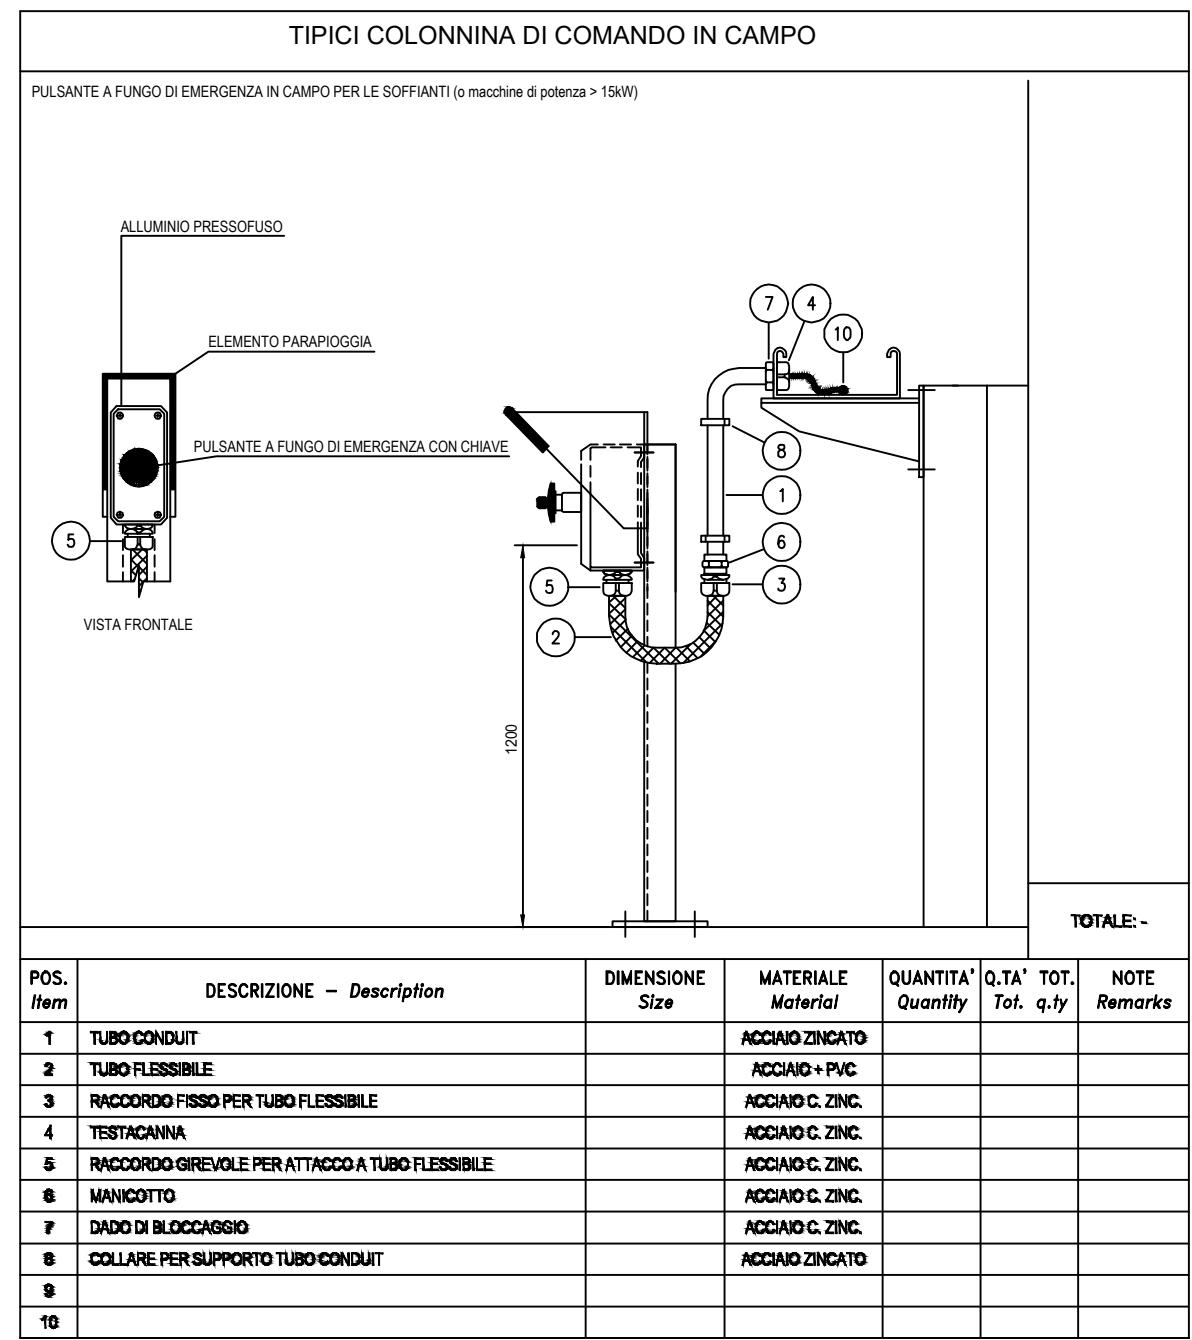 TIPICI COLONNINA DI COMANDO IN CAMPO
PULSANTE A FUNGO DI EMERGENZA IN CAMPO PER LE SOFFIANTI (o macchine di potenza > 15kW)
ALLUMINIO PRESSOFUSO
7 4
10
ELEMENTO PARAPIOGGIA
PULSANTE A FUNGO DI EMERGENZA CON CHIAVE
8
1
5
6
5
3
VISTA FRONTALE
2
1200
TOTALE: -
POS. DESCRIZIONE - Description DIMENSIONE MATERIALE QUANTITA' Q.TA' TOT. NOTE
Item Size Material Quantity Tot. q.ty Remarks
1 TUBO CONDUIT ACCIAIO ZINCATO
2 TUBO FLESSIBILE ACCIAIO + PVC
3 RACCORDO FISSO PER TUBO FLESSIBILE ACCIAIO C. ZINC.
4 TESTACANNA ACCIAIO C. ZINC.
5 RACCORDO GIREVOLE PER ATTACCO A TUBO FLESSIBILE ACCIAIO C. ZINC.
6 MANICOTTO ACCIAIO C. ZINC.
7 DADO DI BLOCCAGGIO ACCIAIO C. ZINC.
8 COLLARE PER SUPPORTO TUBO CONDUIT ACCIAIO ZINCATO
9
10